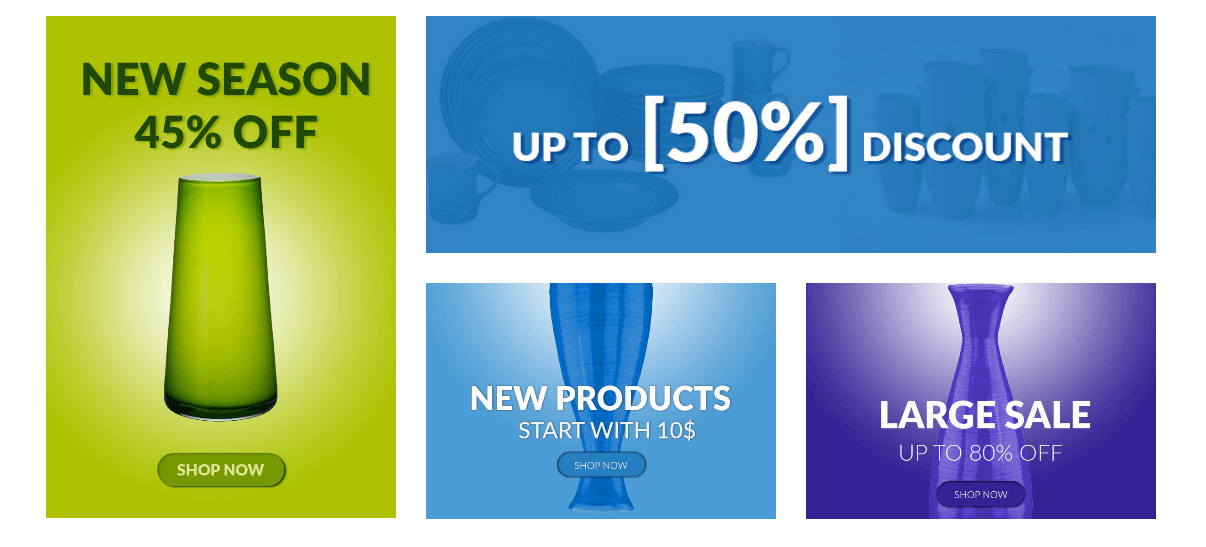 NEW SEASON
45% OFF
SHOP NOW
UP TO [50%] DISCOUNT
NEW PRODUCTS
START WITH 10$
SHOP NOW
LARGE SALE
UP TO 80% OFF
SHOP NOW